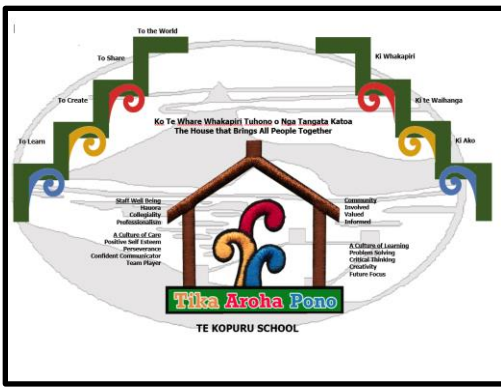 To the World
To Share
To Create
To Learn
Ki Whakapiri
Ki te Waihanga
Ki Ako
Ko Te Whare Whakapiri Tuhono o Nga Tangata Katoa
The House that Brings All People Together
Staff Well Being
Hauora
Collegiality
Professionalism
A Culture of Care
Positive Self Esteem
Perseverance
Confident Communicator
Team Player
Community
Involved
Valued
Informed
A Culture of Learning
Problem Solving
Critical Thinking
Creativity
Future Focus
Tika Aroha Pono
TE KOPURU SCHOOL